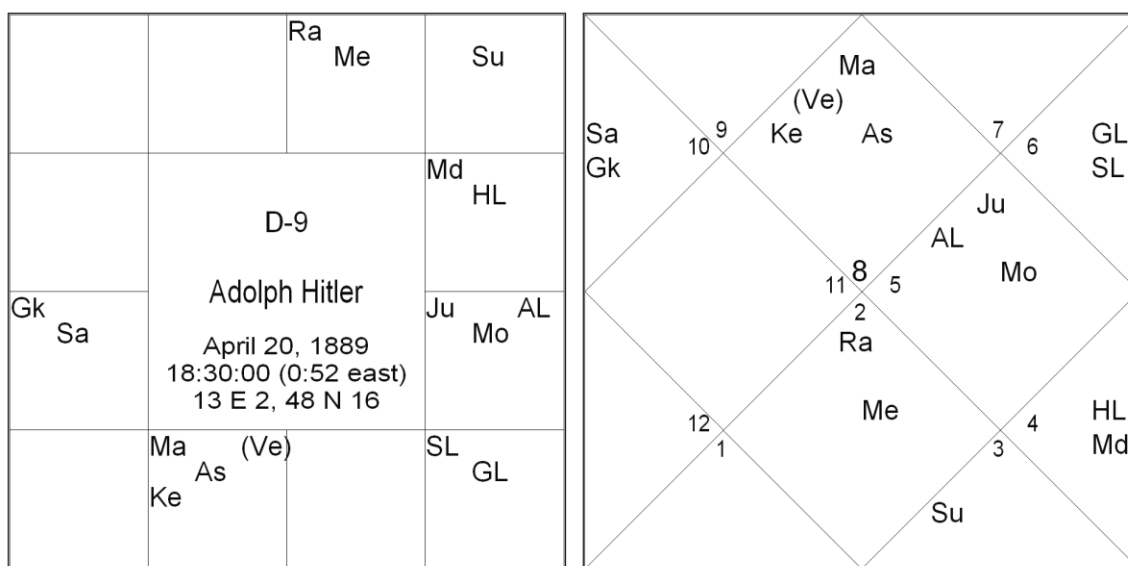 Ra
Me
Su
Md
HL
D-9
Adolph Hitler
April 20, 1889
18:30:00 (0:52 east)
13 E 2, 48 N 16
Gk
Sa
Ju AL
Mo
Ma (Ve)
As
Ke
SL
GL
Ma
(Ve)
Ke As
Sa
Gk
9
10
7
6
GL
SL
Ju
AL
Mo
8
11 5
2
Ra
Me
12
1
4
3
HL
Md
Su